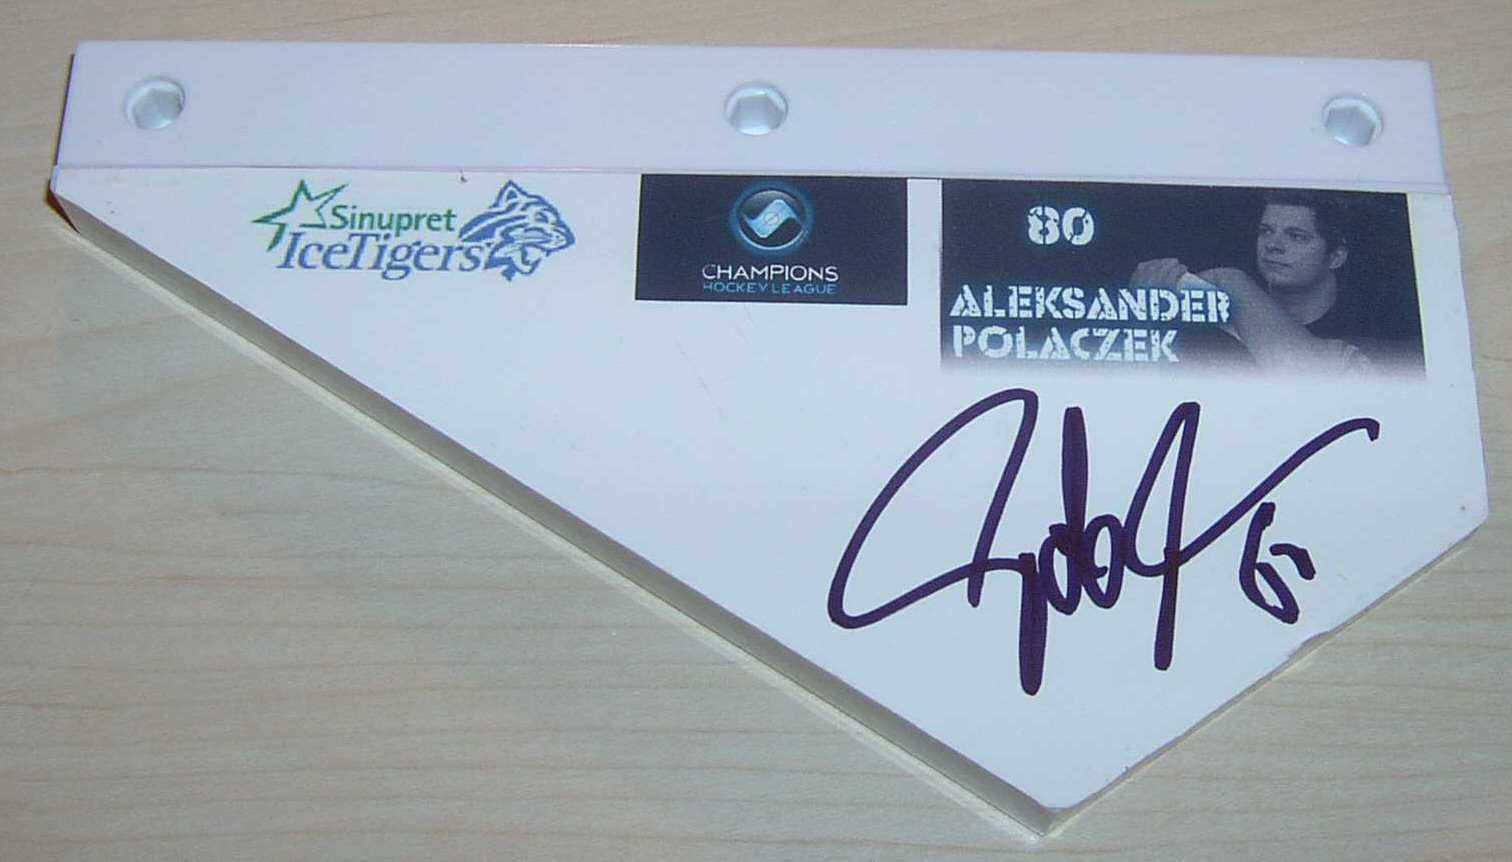 Sinupret
IceTigers
CHAMPIONS
HOCKEY LEAGUE
80
ALEKSANDER
POLACZEK